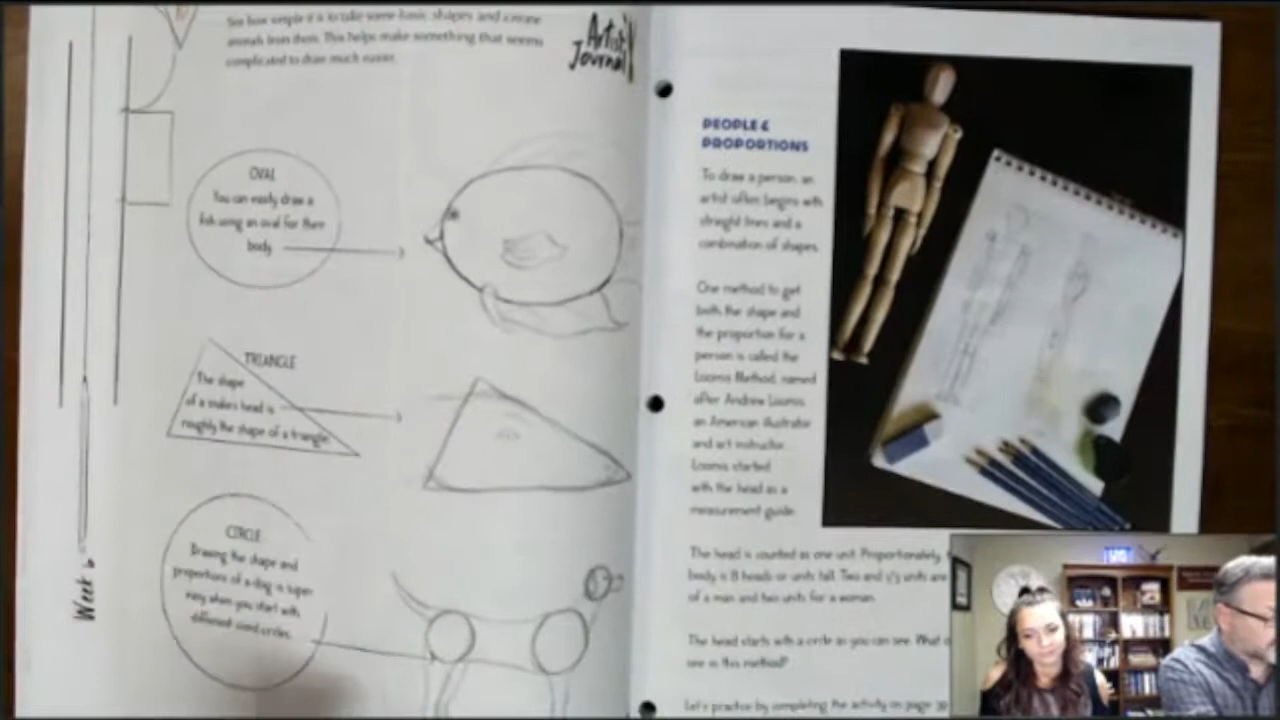 See how simple it is to take some basic shapes and create
animals from them. This helps make something that seems
complicated to draw much easier.
Artist's
Journal
OVAL
You can easily draw a
fish using an oval for their
body
TRIANGLE
The shape
of a snakes head is
roughly the shape of a triangle.
CIRCLE
Drawing the shape and
proportions of a dog is super
easy when you start with
different sized circles.
Week 6
PEOPLE &
PROPORTIONS
To draw a person, an
artist often begins with
straight lines and a
combination of shapes.
One method to get
both the shape and
the proportion for a
person is called the
Loomis Method, named
after Andrew Loomis
an American illustrator
and art instructor.
Loomis started
with the head as a
measurement guide.
The head is counted as one unit. Proportionately,
body is 8 heads or units tall. Two and 1/3 units are
of a man and two units for a woman.
The head starts with a circle as you can see. What
see in this method?
Let's practice by completing the activity on page